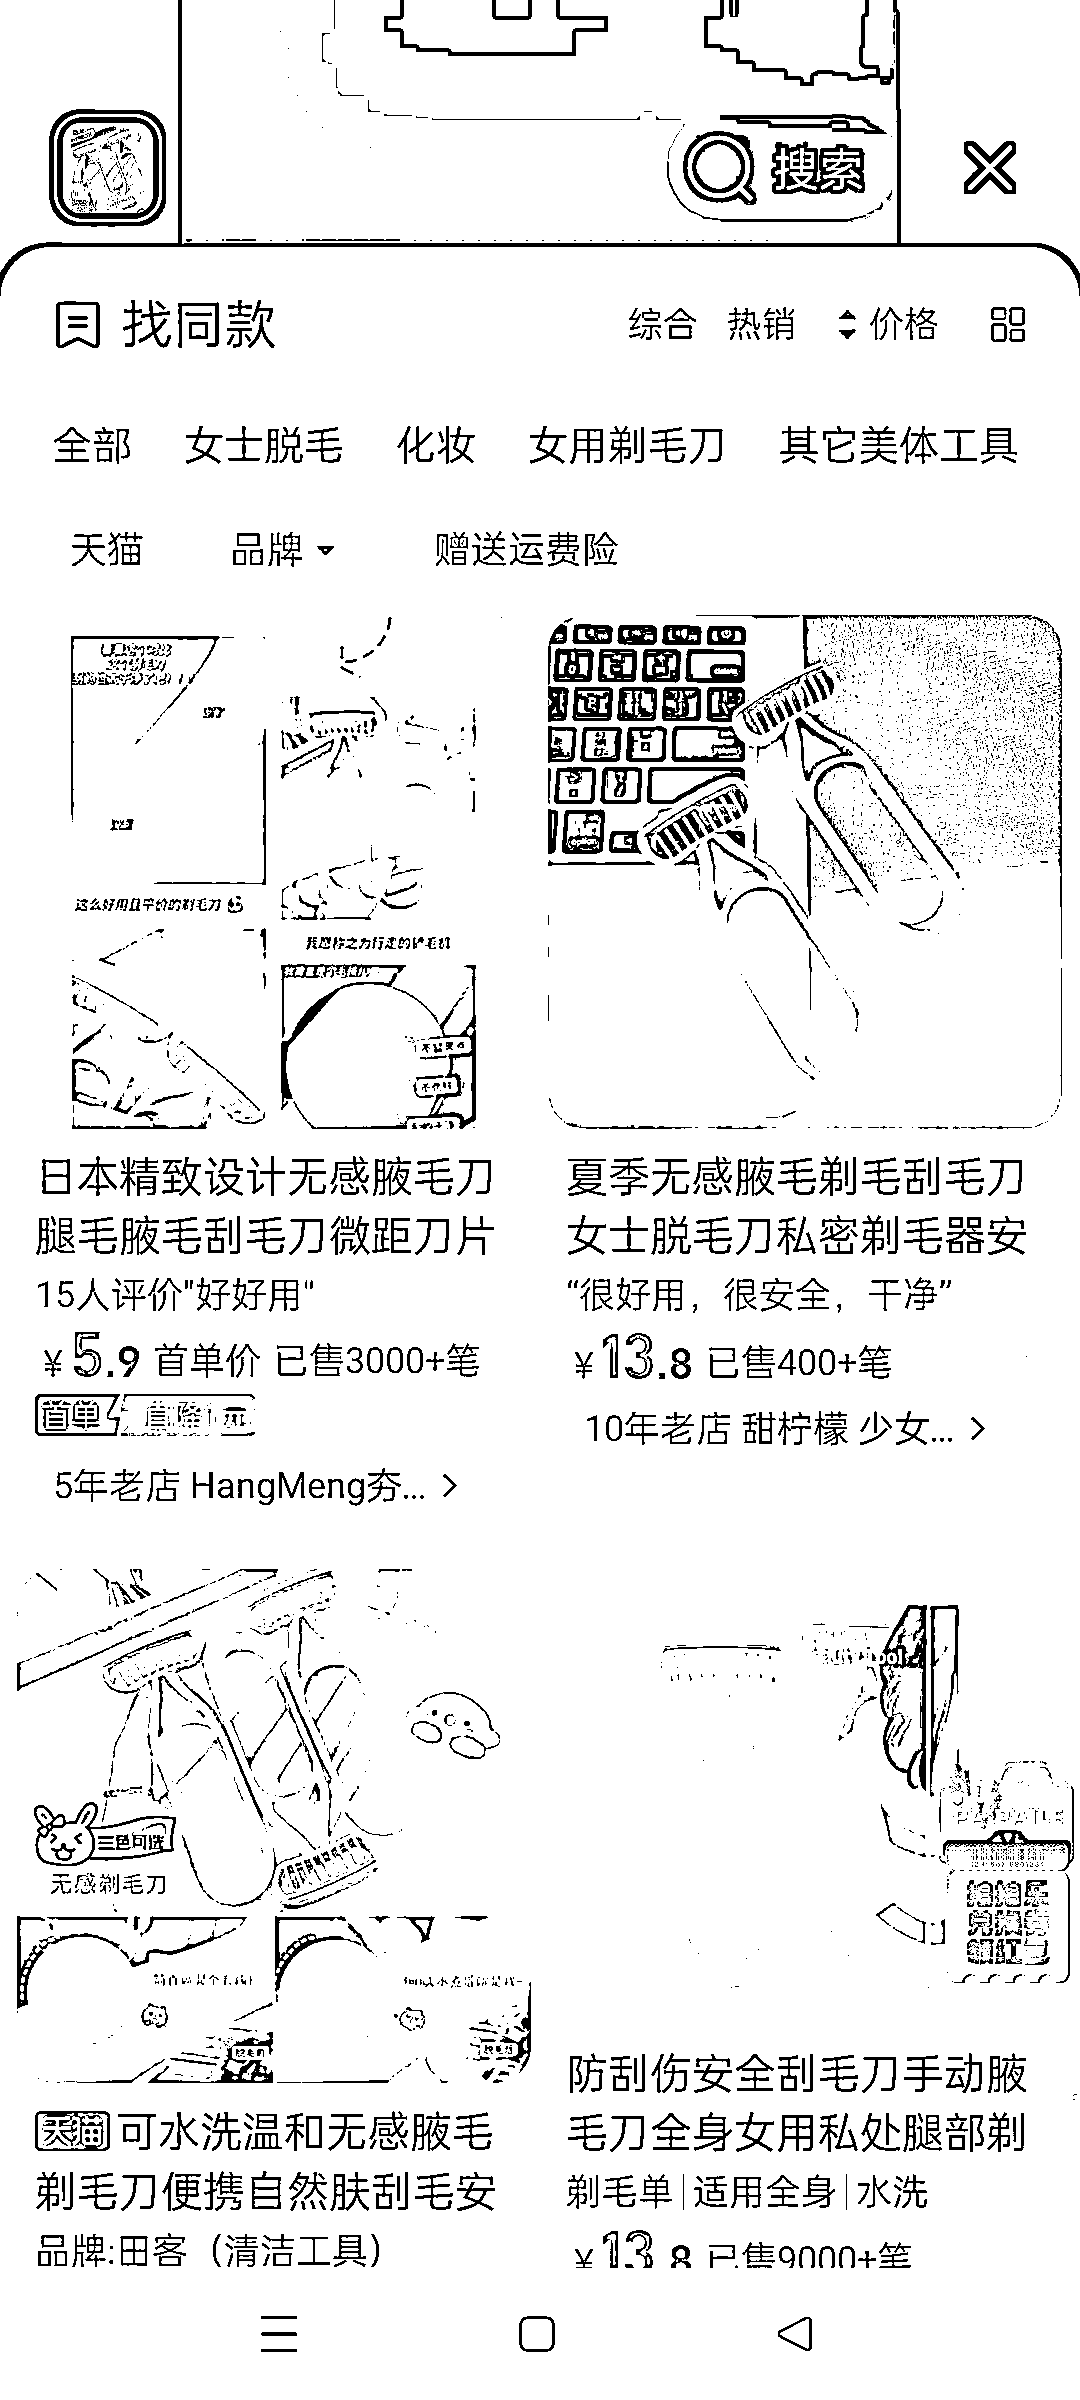 搜索
找同款
综合 热销 价格
全部 女士脱毛 化妆 女用剃毛刀 其它美体工具
天猫 品牌 赠送运费险
这么好用且平价的剃毛刀
日本精致设计无感腋毛刀
腿毛腋毛刮毛刀微距刀片
15人评价"好好用"
¥5.9 首单价 已售3000+笔
首单 直降
5年老店 HangMeng夯...
夏季无感腋毛剃毛刮毛刀
女士脱毛刀私密剃毛器安
“很好用，很安全，干净”
¥13.8 已售400+笔
10年老店 甜柠檬 少女...
三色可选
无感剃毛刀
天猫 可水洗温和无感腋毛
剃毛刀便携自然肤刮毛安
品牌:田客（清洁工具）
防刮伤安全刮毛刀手动腋
毛刀全身女用私处腿部剃
剃毛单|适用全身|水洗
¥13.8 已售9000+笔